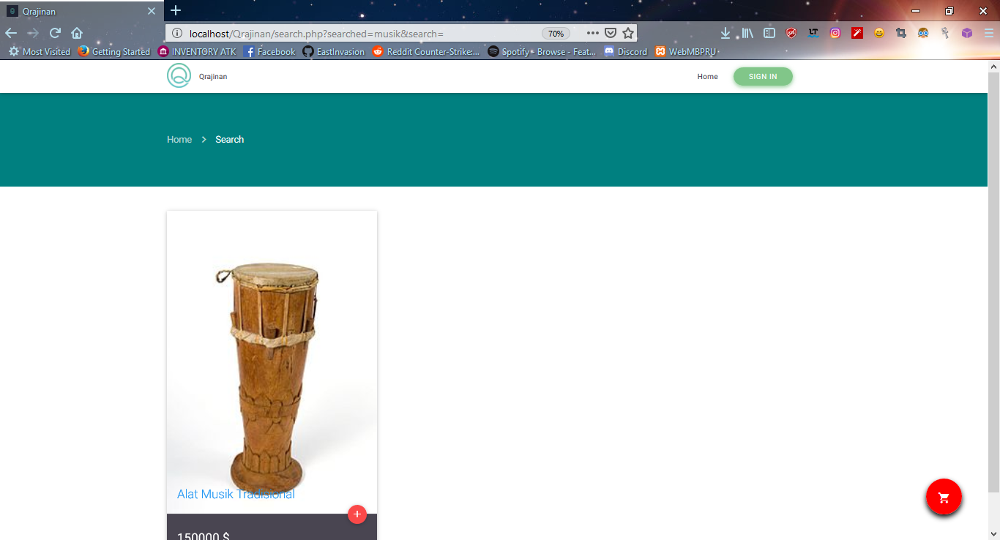 Qrajinan
localhost/Qrajinan/search.php?searched=musik&search=
70%
Most Visited Getting Started INVENTORY ATK Facebook EastInvasion Reddit Counter-Strike:... Spotify - Browse - Feat... Discord WebMBPRU
Qrajinan Home SIGN IN
Home > Search
Alat Musik Tradisional
+
150000 $